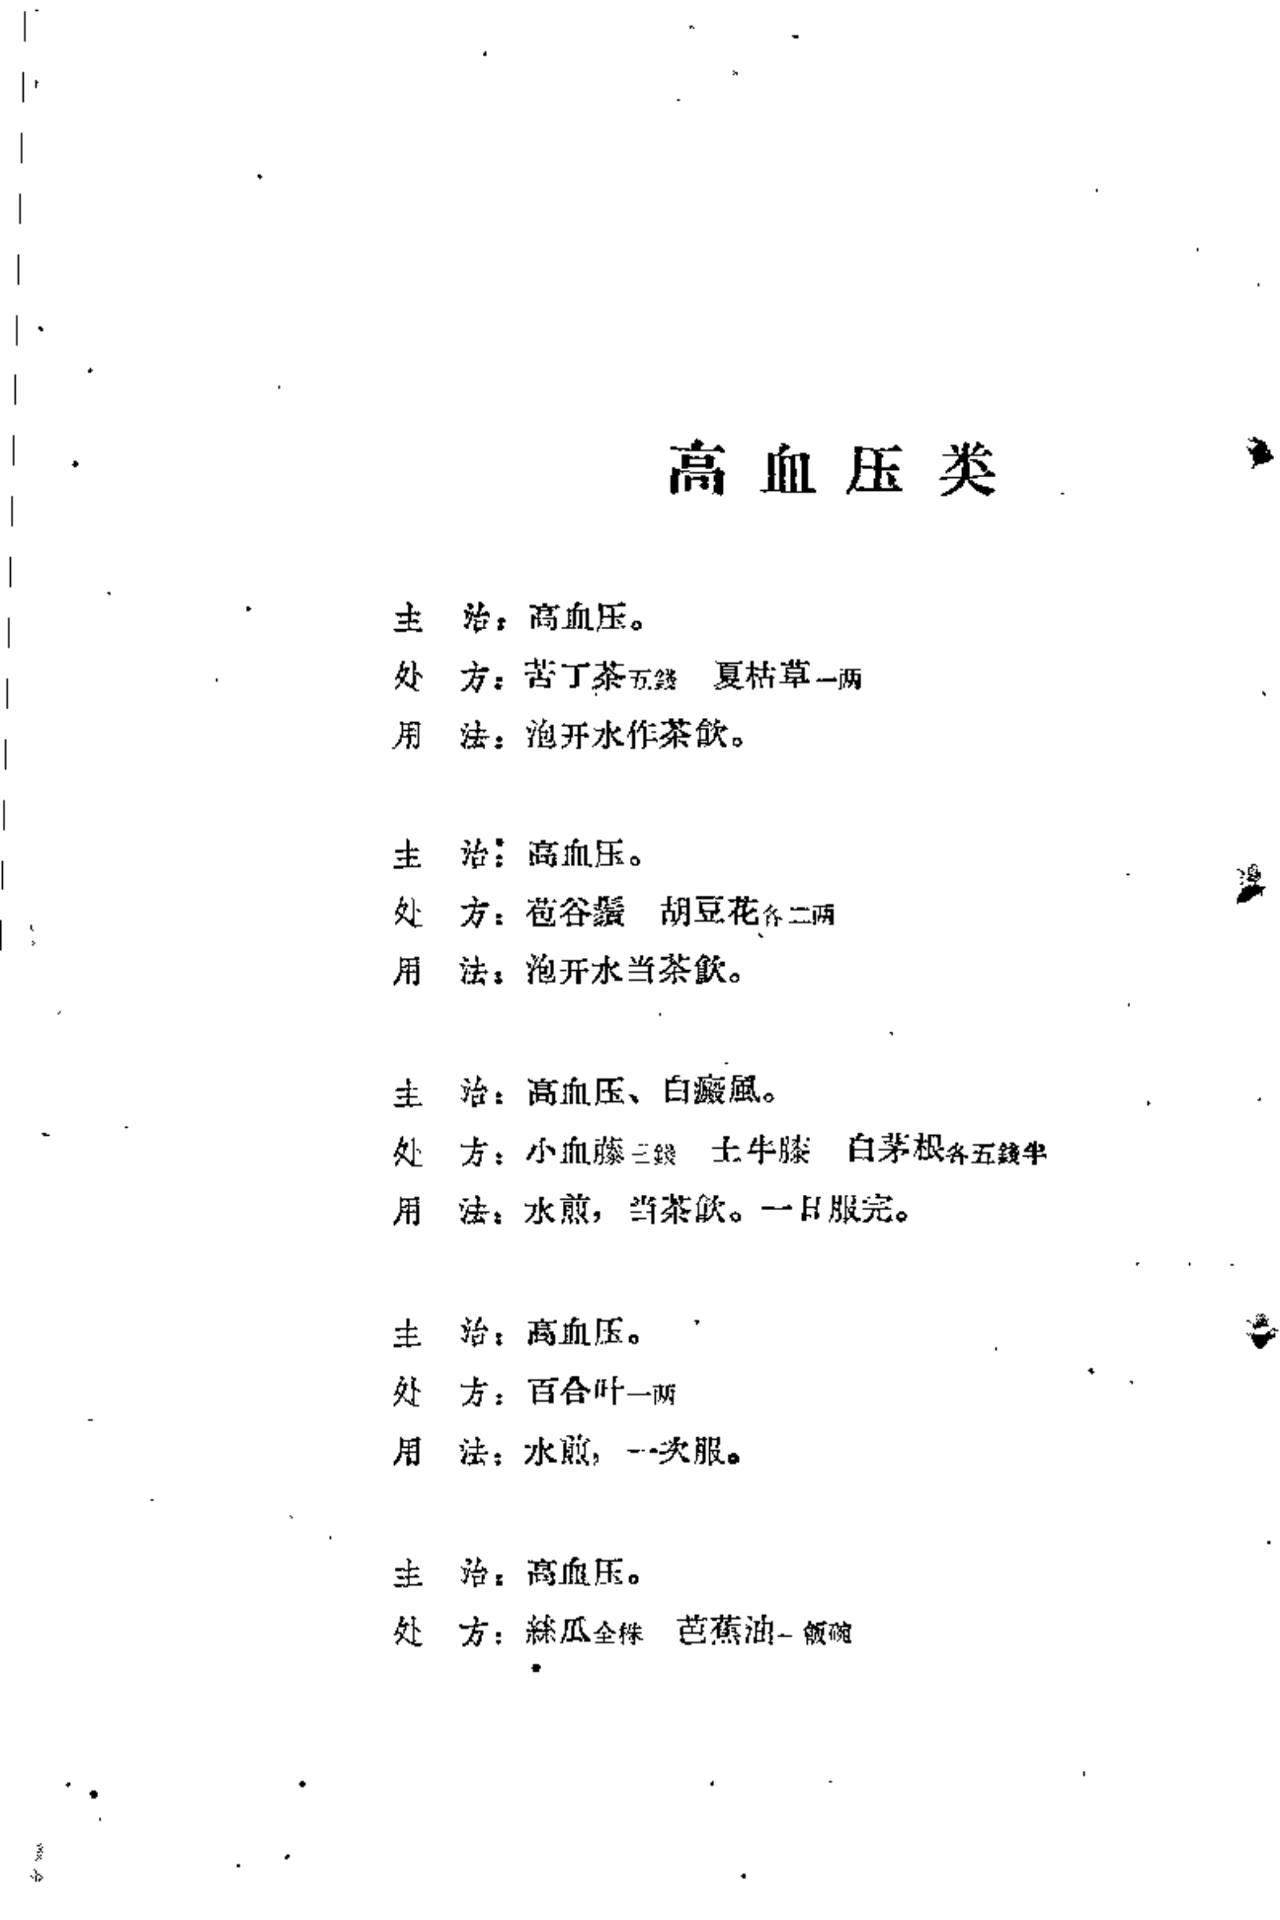 高血压类
主　治：高血压。
处　方：苦丁茶五錢　夏枯草一两
用　法：泡开水作茶飲。
主　治：高血压。
处　方：苞谷鬚　胡豆花各二两
用　法：泡开水当茶飲。
主　治：高血压、白癜風。
处　方：小血藤三錢　土牛膝　白茅根各五錢半
用　法：水煎，当茶飲。一日服完。
主　治：高血压。
处　方：百合叶一两
用　法：水煎，一次服。
主　治：高血压。
处　方：絲瓜全株　芭蕉油一飯碗